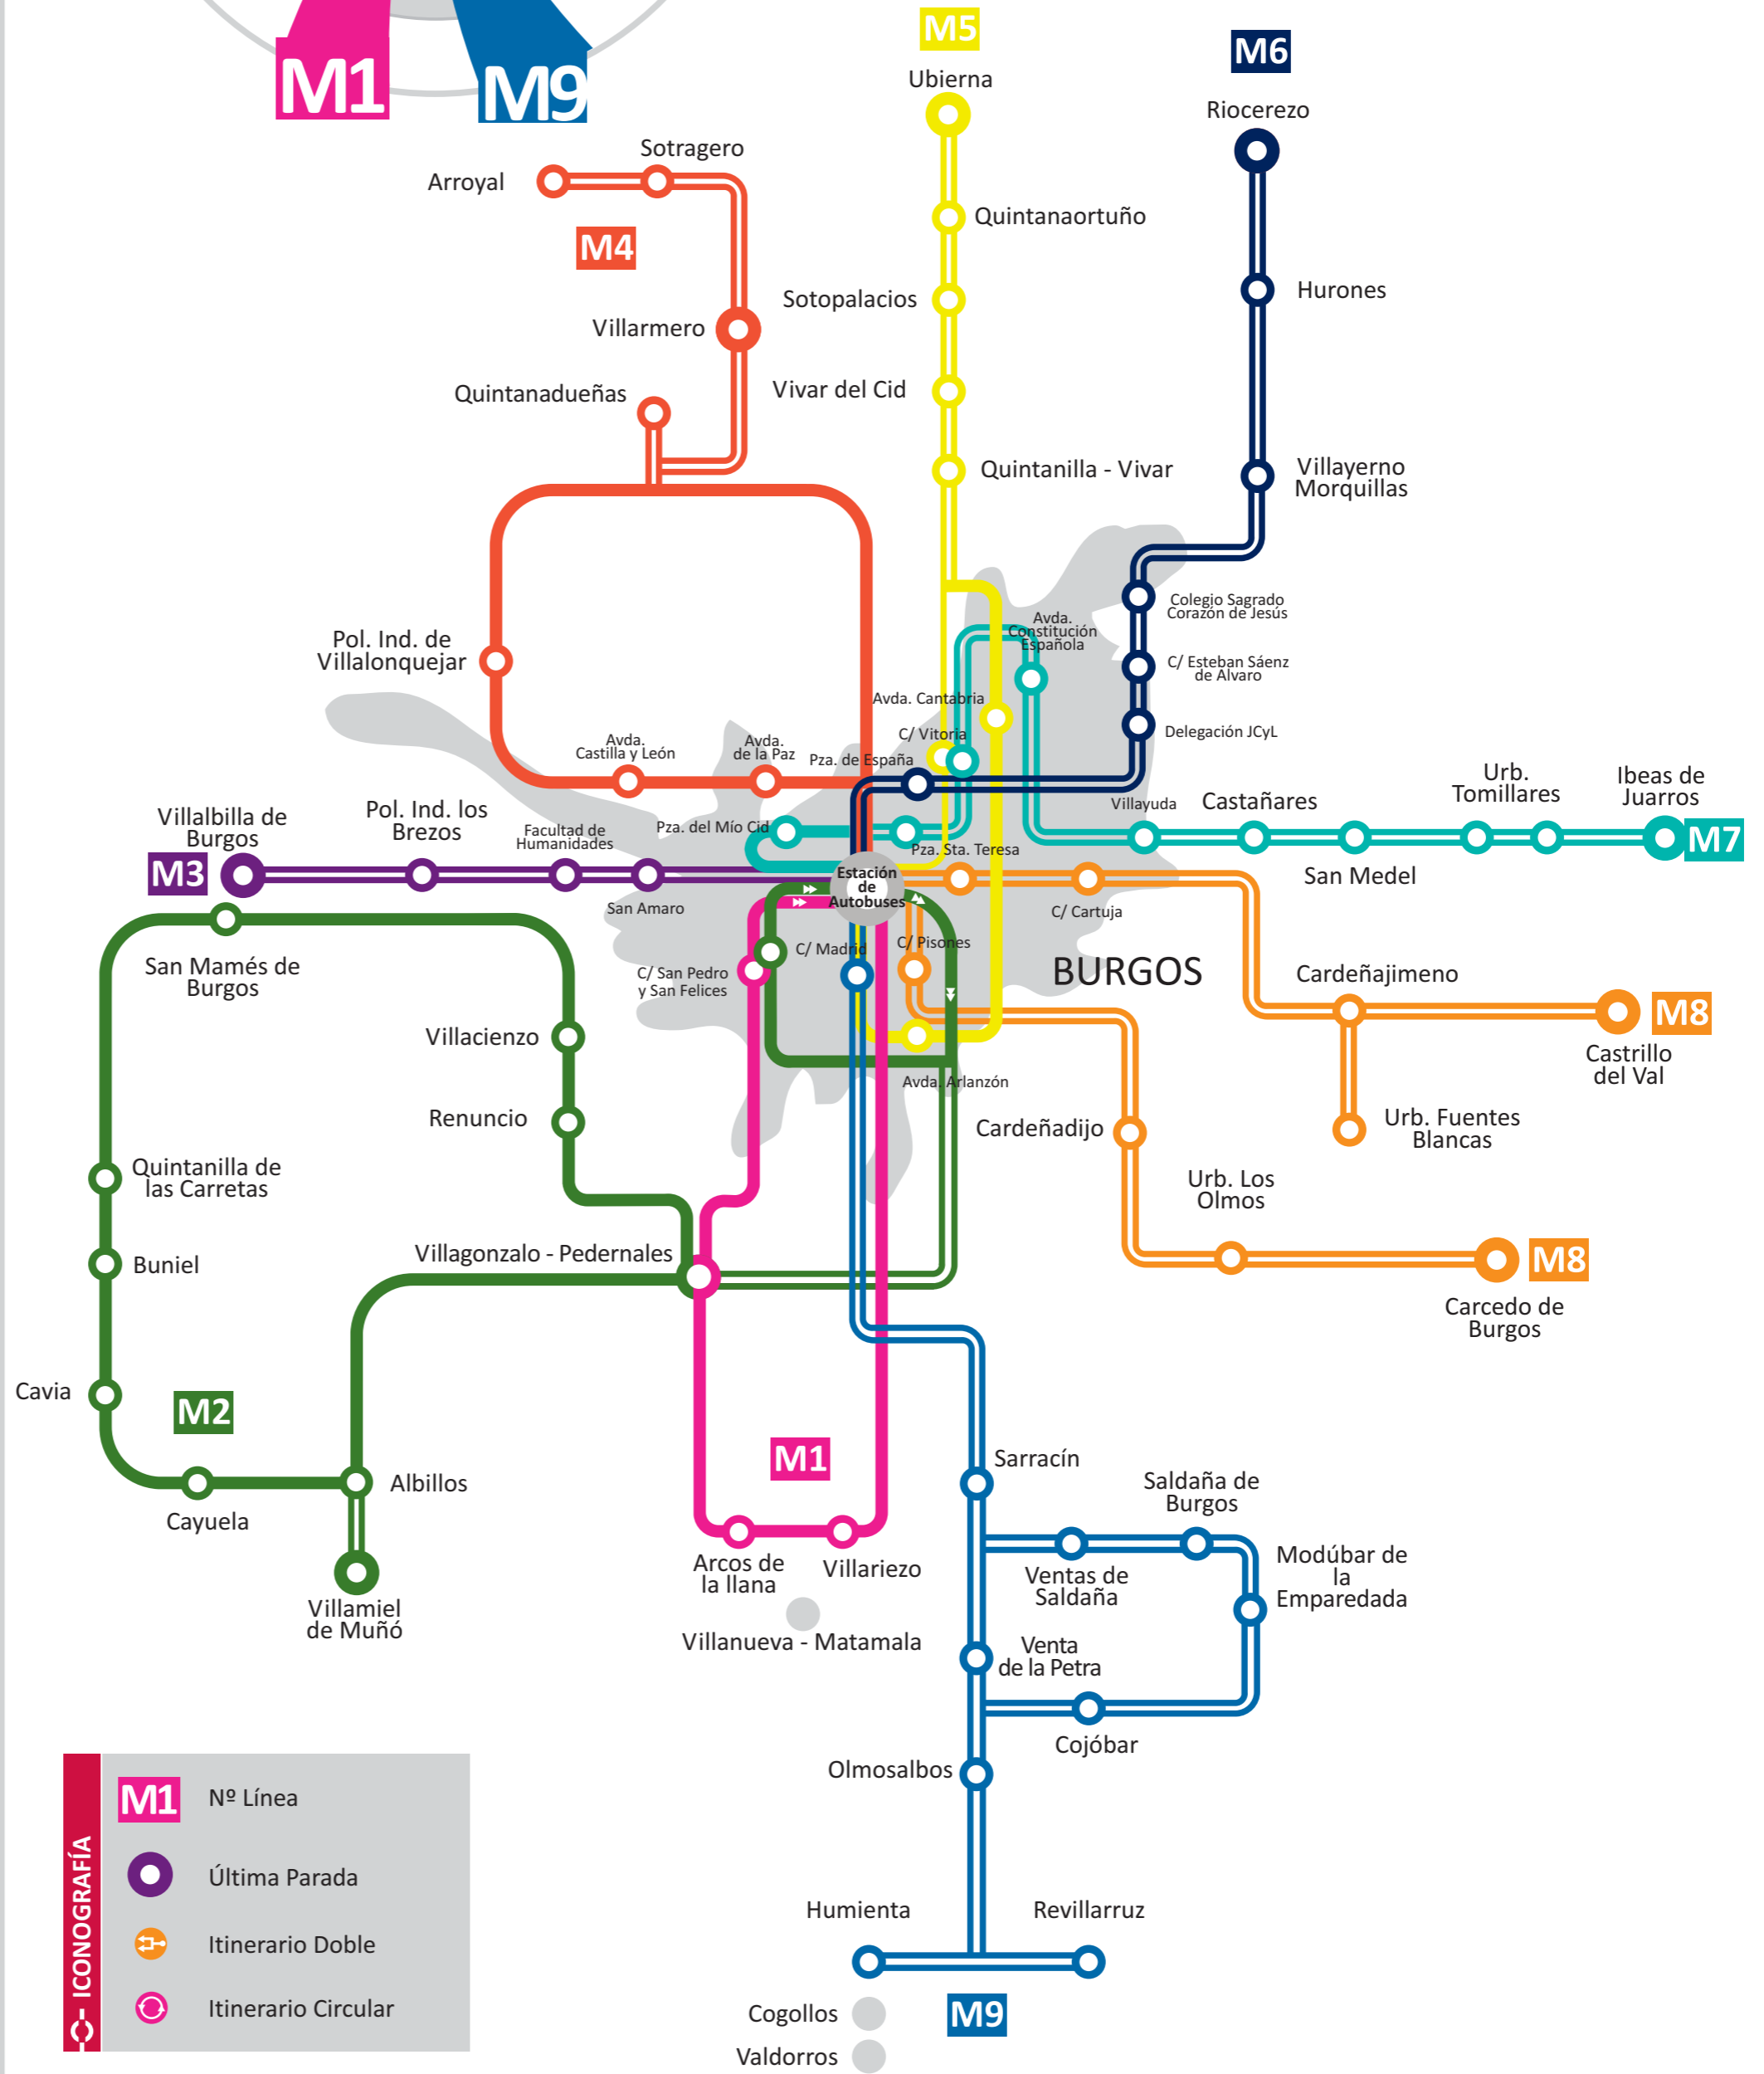 M1
M9
M5
Ubierna
M6
Riocerezo
Sotragero
Arroyal
M4
Quintanaortuño
Sotopalacios
Hurones
Villarmero
Vivar del Cid
Quintanadueñas
Quintanilla - Vivar
Villayerno
Morquillas
Colegio Sagrado
Corazón de Jesús
Avda.
Constitución
Española
Pol. Ind. de
Villalonquejar
C/ Esteban Sáenz
de Alvaro
Avda. Cantabria
C/ Vitoria
Delegación JCyL
Avda.
Castilla y León
Avda.
de la Paz
Pza. de España
Urb.
Tomillares
Ibeas de
Juarros
Villayuda
Castañares
M7
Villalbilla de
Burgos
Pol. Ind. los
Brezos
Facultad de
Humanidades
Pza. del Mío Cid
Pza. Sta. Teresa
M3
San Medel
Estación
de
Autobuses
San Amaro
C/ Cartuja
C/ Madrid
C/ Pisones
C/ San Pedro
y San Felices
BURGOS
San Mamés de
Burgos
Cardeñajimeno
M8
Castrillo
del Val
Villacienzo
Avda. Arlanzón
Renuncio
Cardeñadijo
Urb. Fuentes
Blancas
Quintanilla de
las Carretas
Urb. Los
Olmos
Buniel
Villagonzalo - Pedernales
M8
Carcedo de
Burgos
Cavia
M2
M1
Albillos
Cayuela
Sarracín
Saldaña de
Burgos
Arcos de
la llana
Villariezo
Ventas de
Saldaña
Modúbar de
la
Emparedada
Villamiel
de Muñó
Villanueva - Matamala
Venta
de la Petra
Cojóbar
Olmosalbos
ICONOGRAFÍA
M1
Nº Línea
Última Parada
Itinerario Doble
Itinerario Circular
Humienta
Revillarruz
M9
Cogollos
Valdorros